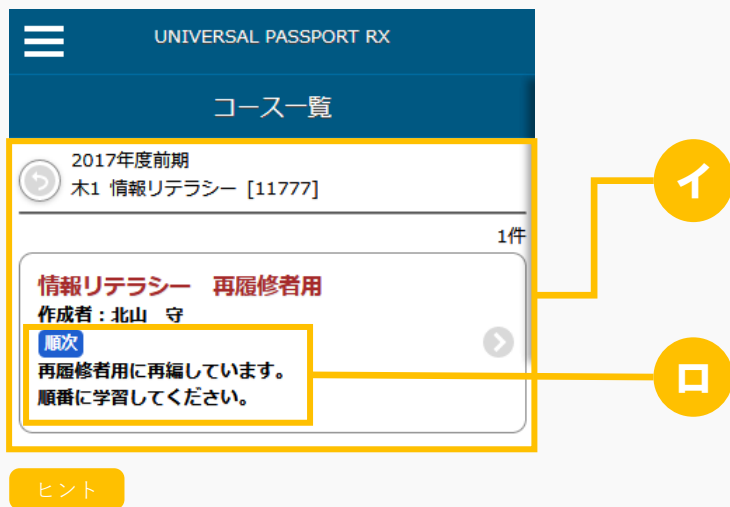 UNIVERSAL PASSPORT RX
コース一覧
2017年度前期
木1 情報リテラシー [11777]
1件
情報リテラシー　再履修者用
作成者：北山　守
順次
再履修者用に再編しています。
順番に学習してください。
イ
ロ
ヒント